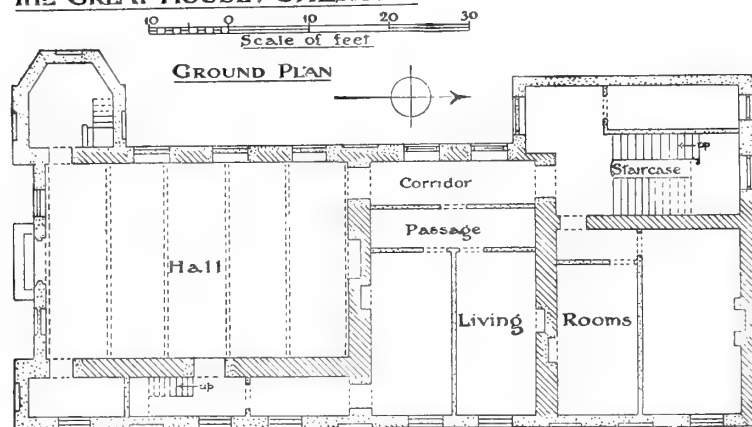 THE GREAT HOUSE,
10 0 10 20 30
Scale of feet
GROUND PLAN
up
Staircase
Corridor
Passage
Hall
Living Rooms
up